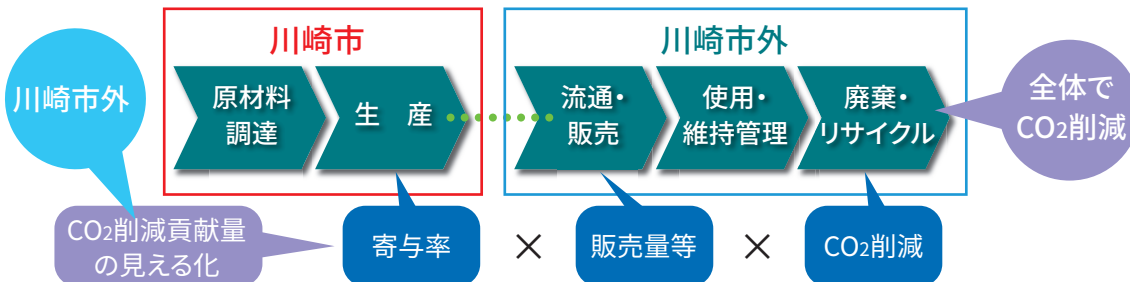 川崎市
川崎市外
川崎市外
原材料
調達
生　産
流通・
販売
使用・
維持管理
廃棄・
リサイクル
全体で
CO2削減
CO2削減貢献量
の見える化
寄与率
×
販売量等
×
CO2削減